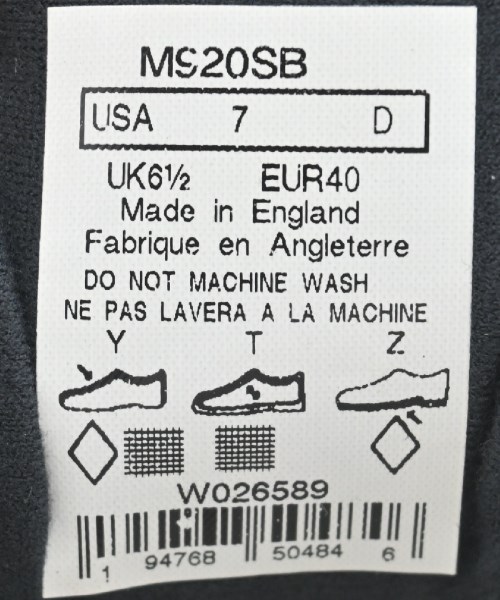 M920SB
USA 7 D
UK6½ EUR40
Made in England
Fabrique en Angleterre
DO NOT MACHINE WASH
NE PAS LAVERA A LA MACHINE
Y T Z
W026589
1 94768 50484 6